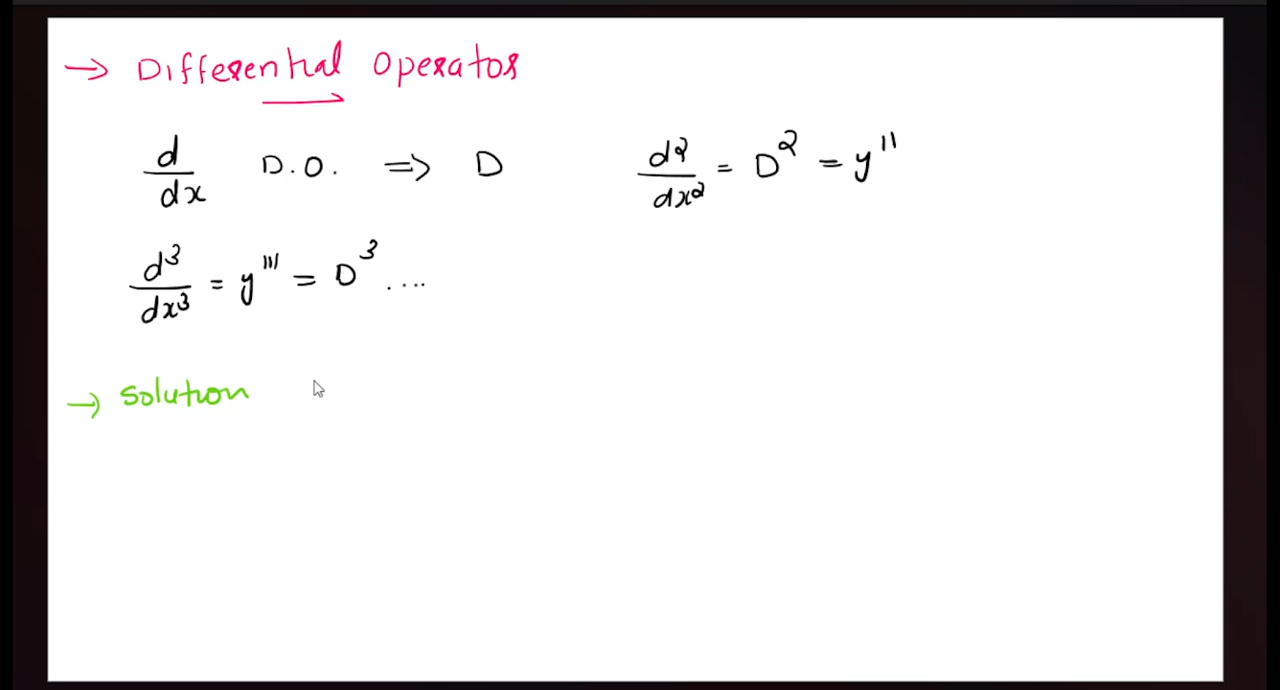 → Differential Operator
d/dx D.O. ⇒ D d²/dx² = D² = y''
d³/dx³ = y''' = D³ ....
→ solution